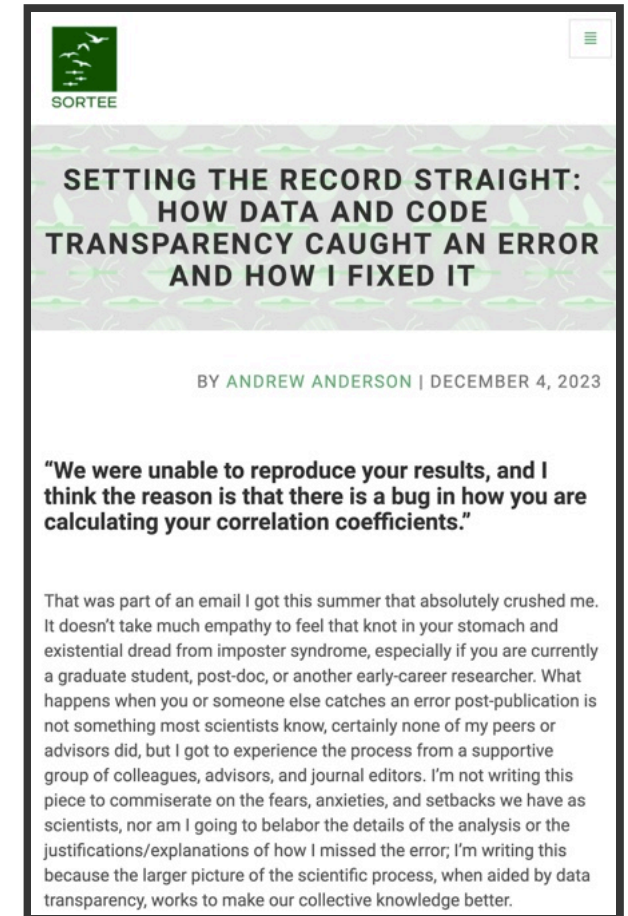 SORTEE
SETTING THE RECORD STRAIGHT:
HOW DATA AND CODE
TRANSPARENCY CAUGHT AN ERROR
AND HOW I FIXED IT
BY ANDREW ANDERSON | DECEMBER 4, 2023
“We were unable to reproduce your results, and I
think the reason is that there is a bug in how you are
calculating your correlation coefficients.”
That was part of an email I got this summer that absolutely crushed me.
It doesn’t take much empathy to feel that knot in your stomach and
existential dread from imposter syndrome, especially if you are currently
a graduate student, post-doc, or another early-career researcher. What
happens when you or someone else catches an error post-publication is
not something most scientists know, certainly none of my peers or
advisors did, but I got to experience the process from a supportive
group of colleagues, advisors, and journal editors. I’m not writing this
piece to commiserate on the fears, anxieties, and setbacks we have as
scientists, nor am I going to belabor the details of the analysis or the
justifications/explanations of how I missed the error; I’m writing this
because the larger picture of the scientific process, when aided by data
transparency, works to make our collective knowledge better.